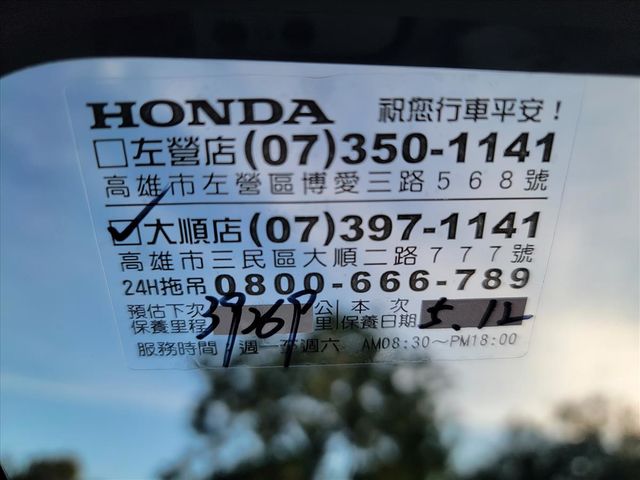 HONDA 祝您行車平安！
左營店 (07)350-1141
高雄市左營區博愛三路568號
大順店 (07)397-1141
高雄市三民區大順二路777號
24H拖吊 0800-666-789
預估下次保養里程 39269 公里 本次保養日期 5.12
服務時間 週一至週六 AM08:30～PM18:00